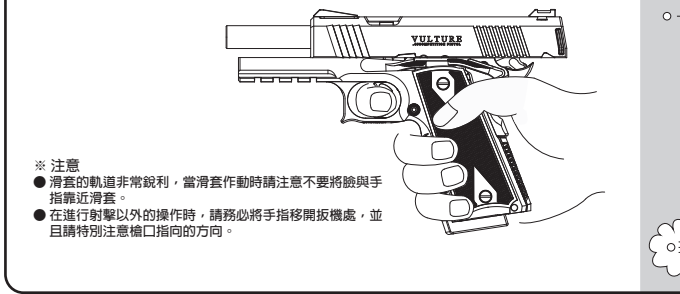 VULTURE
※ 注意
● 滑套的軌道非常銳利，當滑套作動時請注意不要將臉與手
指靠近滑套。
● 在進行射擊以外的操作時，請務必將手指移開扳機處，並
且請特別注意槍口指向的方向。